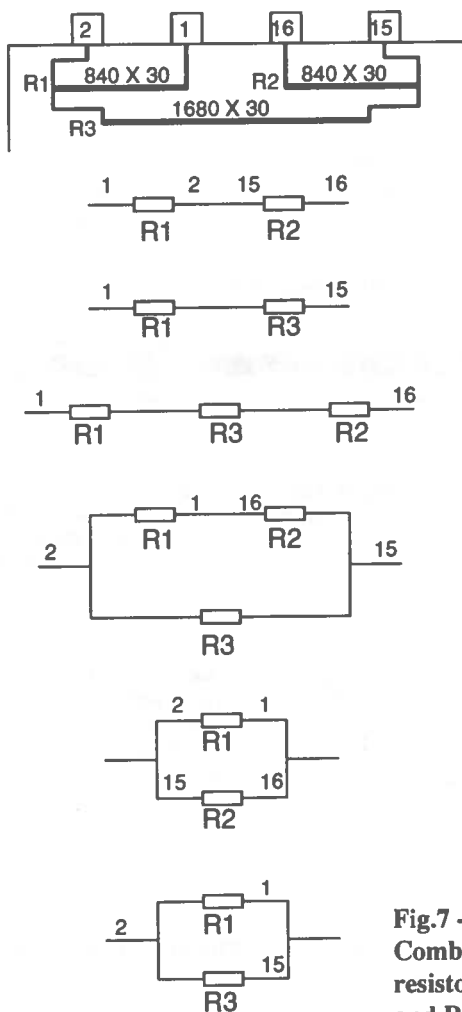 2 1 16 15
R1 840 X 30 R2 840 X 30
R3 1680 X 30
1 2 15 16
R1 R2
1 15
R1 R3
1 16
R1 R3 R2
1 16
R1 R2
2 15
R3
2 1
R1
15 16
R2
1
R1
2
15
R3
Fig.7 -